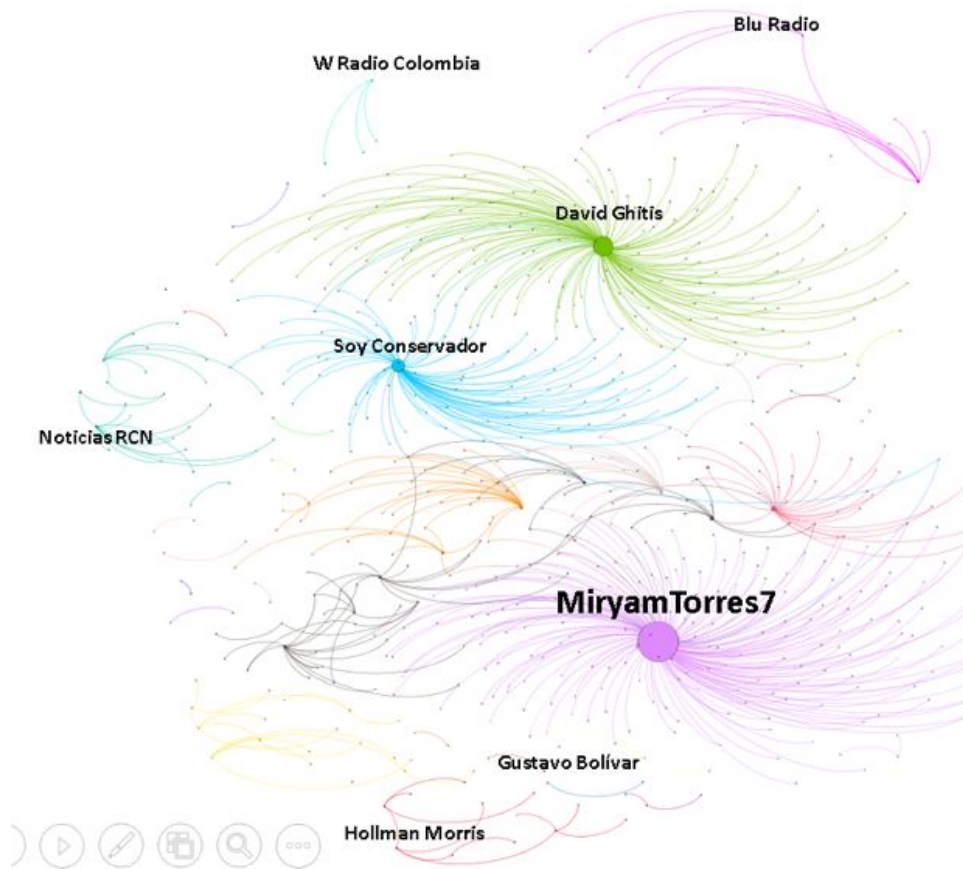 Blu Radio
W Radio Colombia
David Ghitis
Soy Conservador
Noticias RCN
MiryamTorres7
Gustavo Bolívar
Hollman Morris